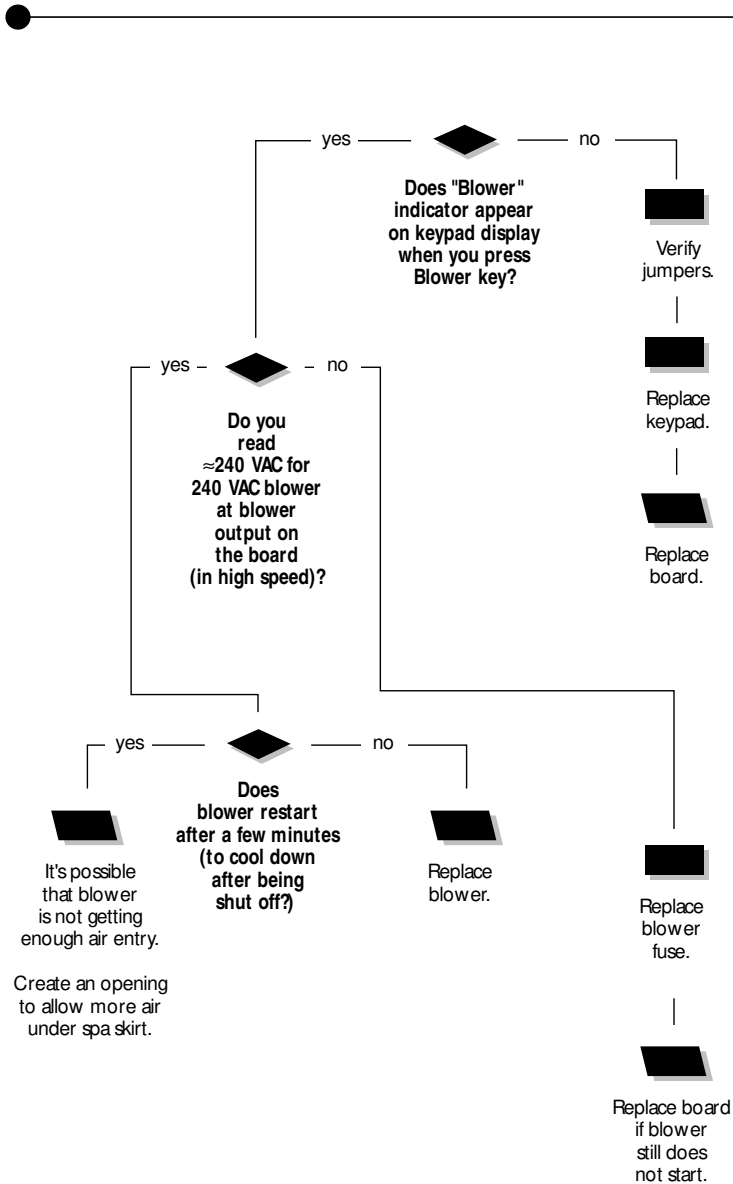 yes
no
Does "Blower"
indicator appear
on keypad display
when you press
Blower key?
Verify
jumpers.
Replace
keypad.
Replace
board.
yes
no
Do you
read
≈240 VAC for
240 VAC blower
at blower
output on
the board
(in high speed)?
yes
no
Does
blower restart
after a few minutes
(to cool down
after being
shut off?)
It's possible
that blower
is not getting
enough air entry.
Create an opening
to allow more air
under spa skirt.
Replace
blower.
Replace
blower
fuse.
Replace board
if blower
still does
not start.